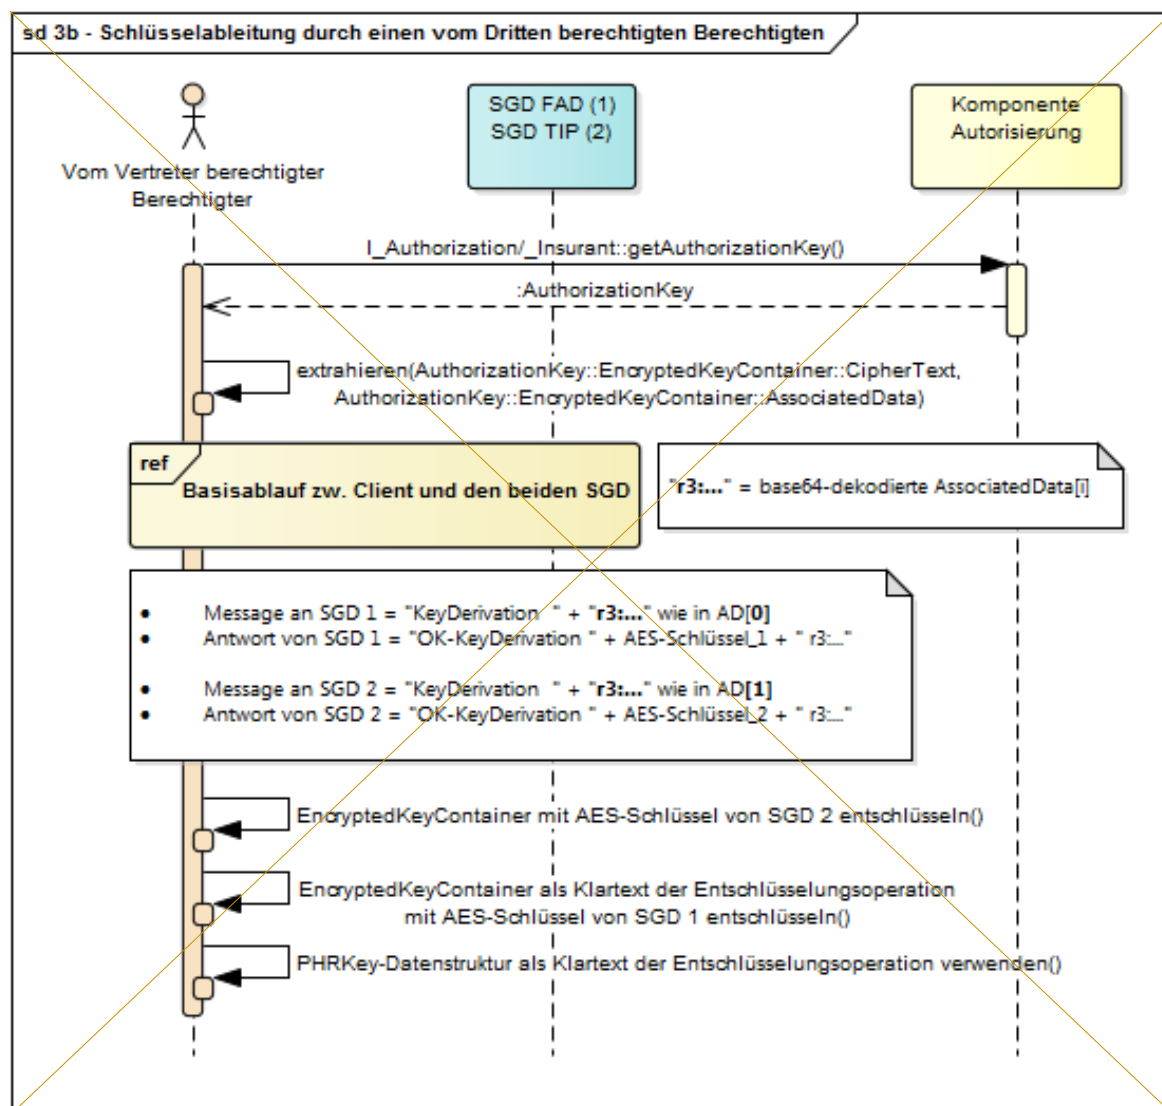 sd 3b - Schlüsselableitung durch einen vom Dritten berechtigten Berechtigten
SGD FAD (1)
SGD TIP (2)
Komponente
Autorisierung
Vom Vertreter berechtigter
Berechtigter
I_Authorization/_Insurant::getAuthorizationKey()
:AuthorizationKey
extrahieren(AuthorizationKey::EncryptedKeyContainer::CipherText,
AuthorizationKey::EncryptedKeyContainer::AssociatedData)
ref
Basisablauf zw. Client und den beiden SGD
"r3:..." = base64-dekodierte AssociatedData[i]
• Message an SGD 1 = "KeyDerivation " + "r3:..." wie in AD[0]
• Antwort von SGD 1 = "OK-KeyDerivation " + AES-Schlüssel_1 + " r3:..."
• Message an SGD 2 = "KeyDerivation " + "r3:..." wie in AD[1]
• Antwort von SGD 2 = "OK-KeyDerivation " + AES-Schlüssel_2 + " r3:..."
EncryptedKeyContainer mit AES-Schlüssel von SGD 2 entschlüsseln()
EncryptedKeyContainer als Klartext der Entschlüsselungsoperation
mit AES-Schlüssel von SGD 1 entschlüsseln()
PHRKey-Datenstruktur als Klartext der Entschlüsselungsoperation verwenden()